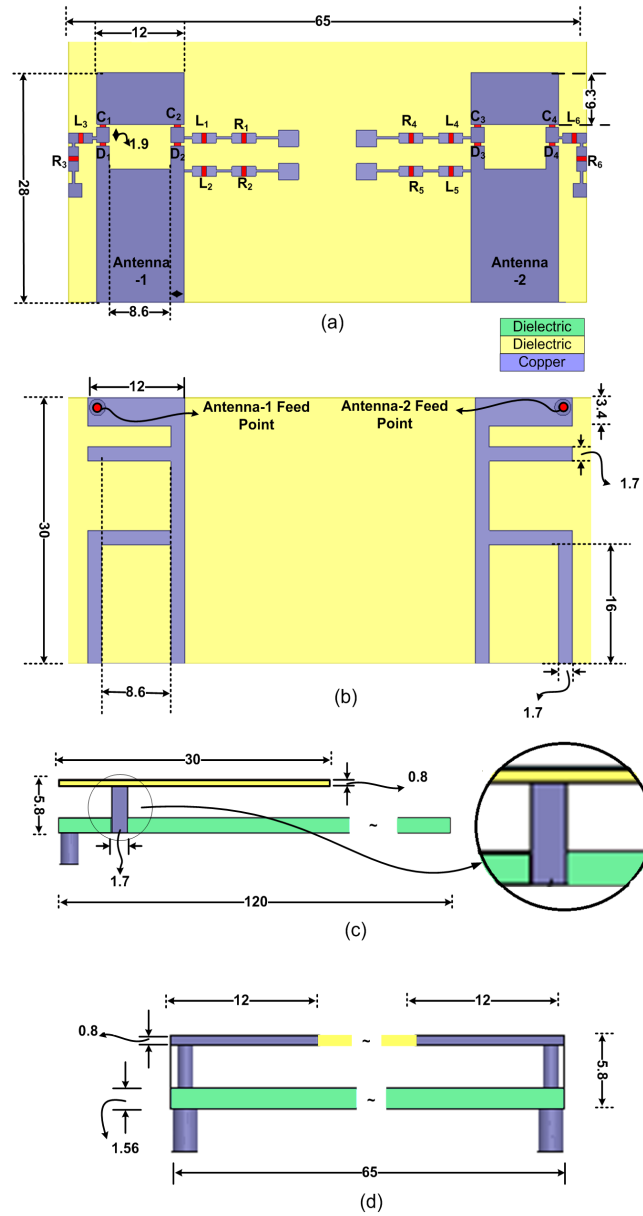 65
12
C1
C2
L3
L1
R1
R3
D1
1.9
D2
L2
R2
C3
C4
R4
L4
L6
D3
D4
R5
L5
R6
6.3
28
Antenna
-1
Antenna
-2
8.6
(a)
Dielectric
Dielectric
Copper
12
Antenna-1 Feed
Point
Antenna-2 Feed
Point
3.4
1.7
30
16
8.6
1.7
(b)
30
5.8
0.8
~
1.7
120
(c)
12
12
0.8
~
5.8
~
1.56
65
(d)